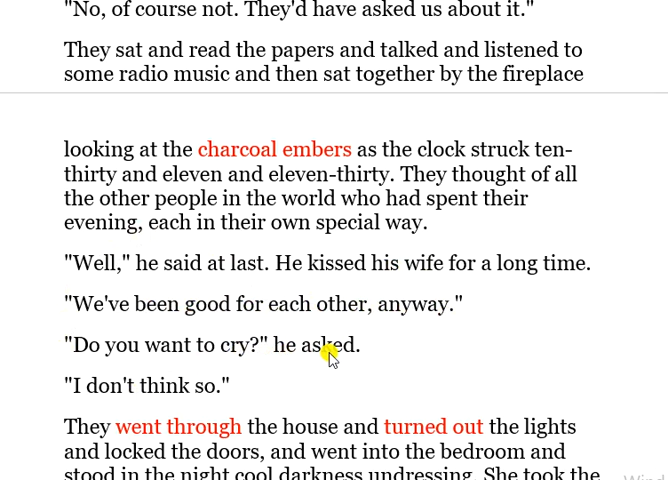 "No, of course not. They'd have asked us about it."
They sat and read the papers and talked and listened to
some radio music and then sat together by the fireplace
looking at the charcoal embers as the clock struck ten-
thirty and eleven and eleven-thirty. They thought of all
the other people in the world who had spent their
evening, each in their own special way.
"Well," he said at last. He kissed his wife for a long time.
"We've been good for each other, anyway."
"Do you want to cry?" he asked.
"I don't think so."
They went through the house and turned out the lights
and locked the doors, and went into the bedroom and
stood in the night cool darkness undressing. She took the